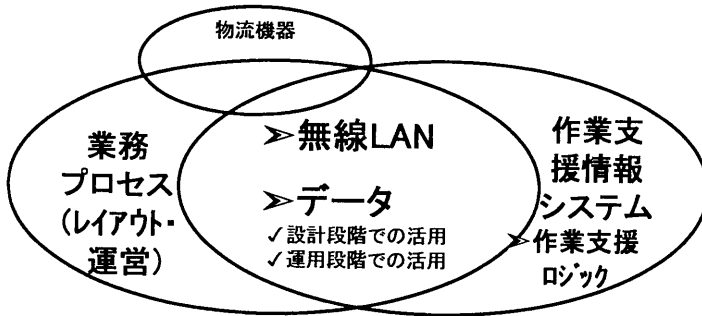 物流機器
業務
プロセス
(レイアウト・
運営)
➢無線LAN
➢データ
✓設計段階での活用
✓運用段階での活用
作業支
援情報
システム
➢作業支援
ロジック